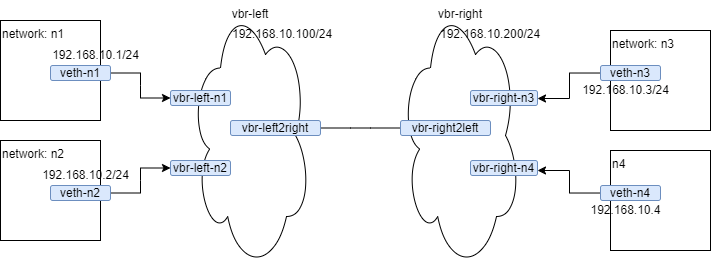 vbr-left
192.168.10.100/24
vbr-right
192.168.10.200/24
network: n1
192.168.10.1/24
veth-n1
vbr-left-n1
network: n2
192.168.10.2/24
veth-n2
vbr-left-n2
vbr-left2right
vbr-right2left
network: n3
veth-n3
192.168.10.3/24
vbr-right-n3
n4
veth-n4
192.168.10.4
vbr-right-n4